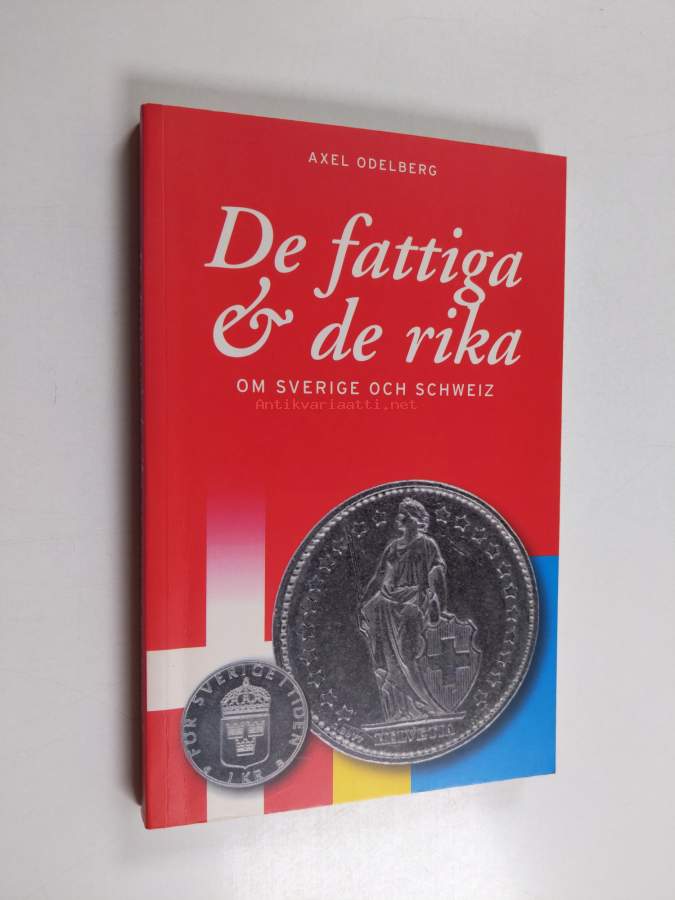 AXEL ODELBERG
De fattiga
& de rika
OM SVERIGE OCH SCHWEIZ
Antikvariaatti.net
HELVETIA
FÖR SVERIGE I TIDEN
1 KR